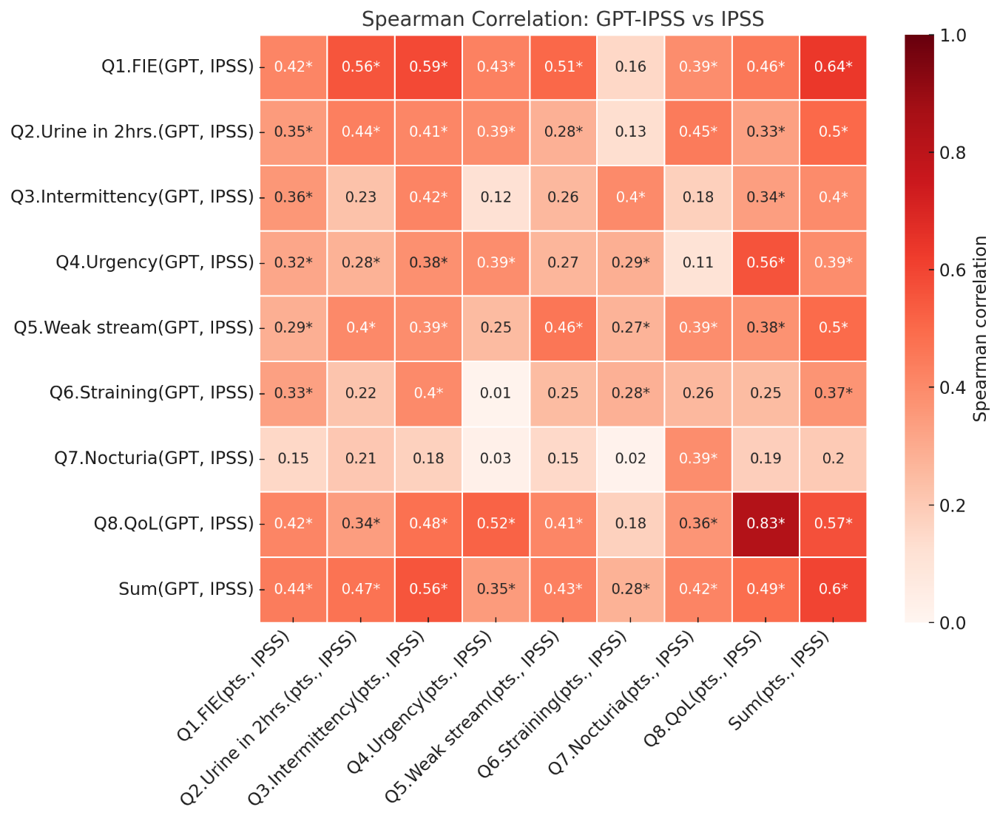 Spearman Correlation: GPT-IPSS vs IPSS
Q1.FIE(GPT, IPSS) 0.42* 0.56* 0.59* 0.43* 0.51* 0.16 0.39* 0.46* 0.64*
Q2.Urine in 2hrs.(GPT, IPSS) 0.35* 0.44* 0.41* 0.39* 0.28* 0.13 0.45* 0.33* 0.5*
Q3.Intermittency(GPT, IPSS) 0.36* 0.23 0.42* 0.12 0.26 0.4* 0.18 0.34* 0.4*
Q4.Urgency(GPT, IPSS) 0.32* 0.28* 0.38* 0.39* 0.27 0.29* 0.11 0.56* 0.39*
Q5.Weak stream(GPT, IPSS) 0.29* 0.4* 0.39* 0.25 0.46* 0.27* 0.39* 0.38* 0.5*
Q6.Straining(GPT, IPSS) 0.33* 0.22 0.4* 0.01 0.25 0.28* 0.26 0.25 0.37*
Q7.Nocturia(GPT, IPSS) 0.15 0.21 0.18 0.03 0.15 0.02 0.39* 0.19 0.2
Q8.QoL(GPT, IPSS) 0.42* 0.34* 0.48* 0.52* 0.41* 0.18 0.36* 0.83* 0.57*
Sum(GPT, IPSS) 0.44* 0.47* 0.56* 0.35* 0.43* 0.28* 0.42* 0.49* 0.6*
Q1.FIE(pts., IPSS)
Q2.Urine in 2hrs.(pts., IPSS)
Q3.Intermittency(pts., IPSS)
Q4.Urgency(pts., IPSS)
Q5.Weak stream(pts., IPSS)
Q6.Straining(pts., IPSS)
Q7.Nocturia(pts., IPSS)
Q8.QoL(pts., IPSS)
Sum(pts., IPSS)
1.0
0.8
0.6
0.4
0.2
0.0
Spearman correlation